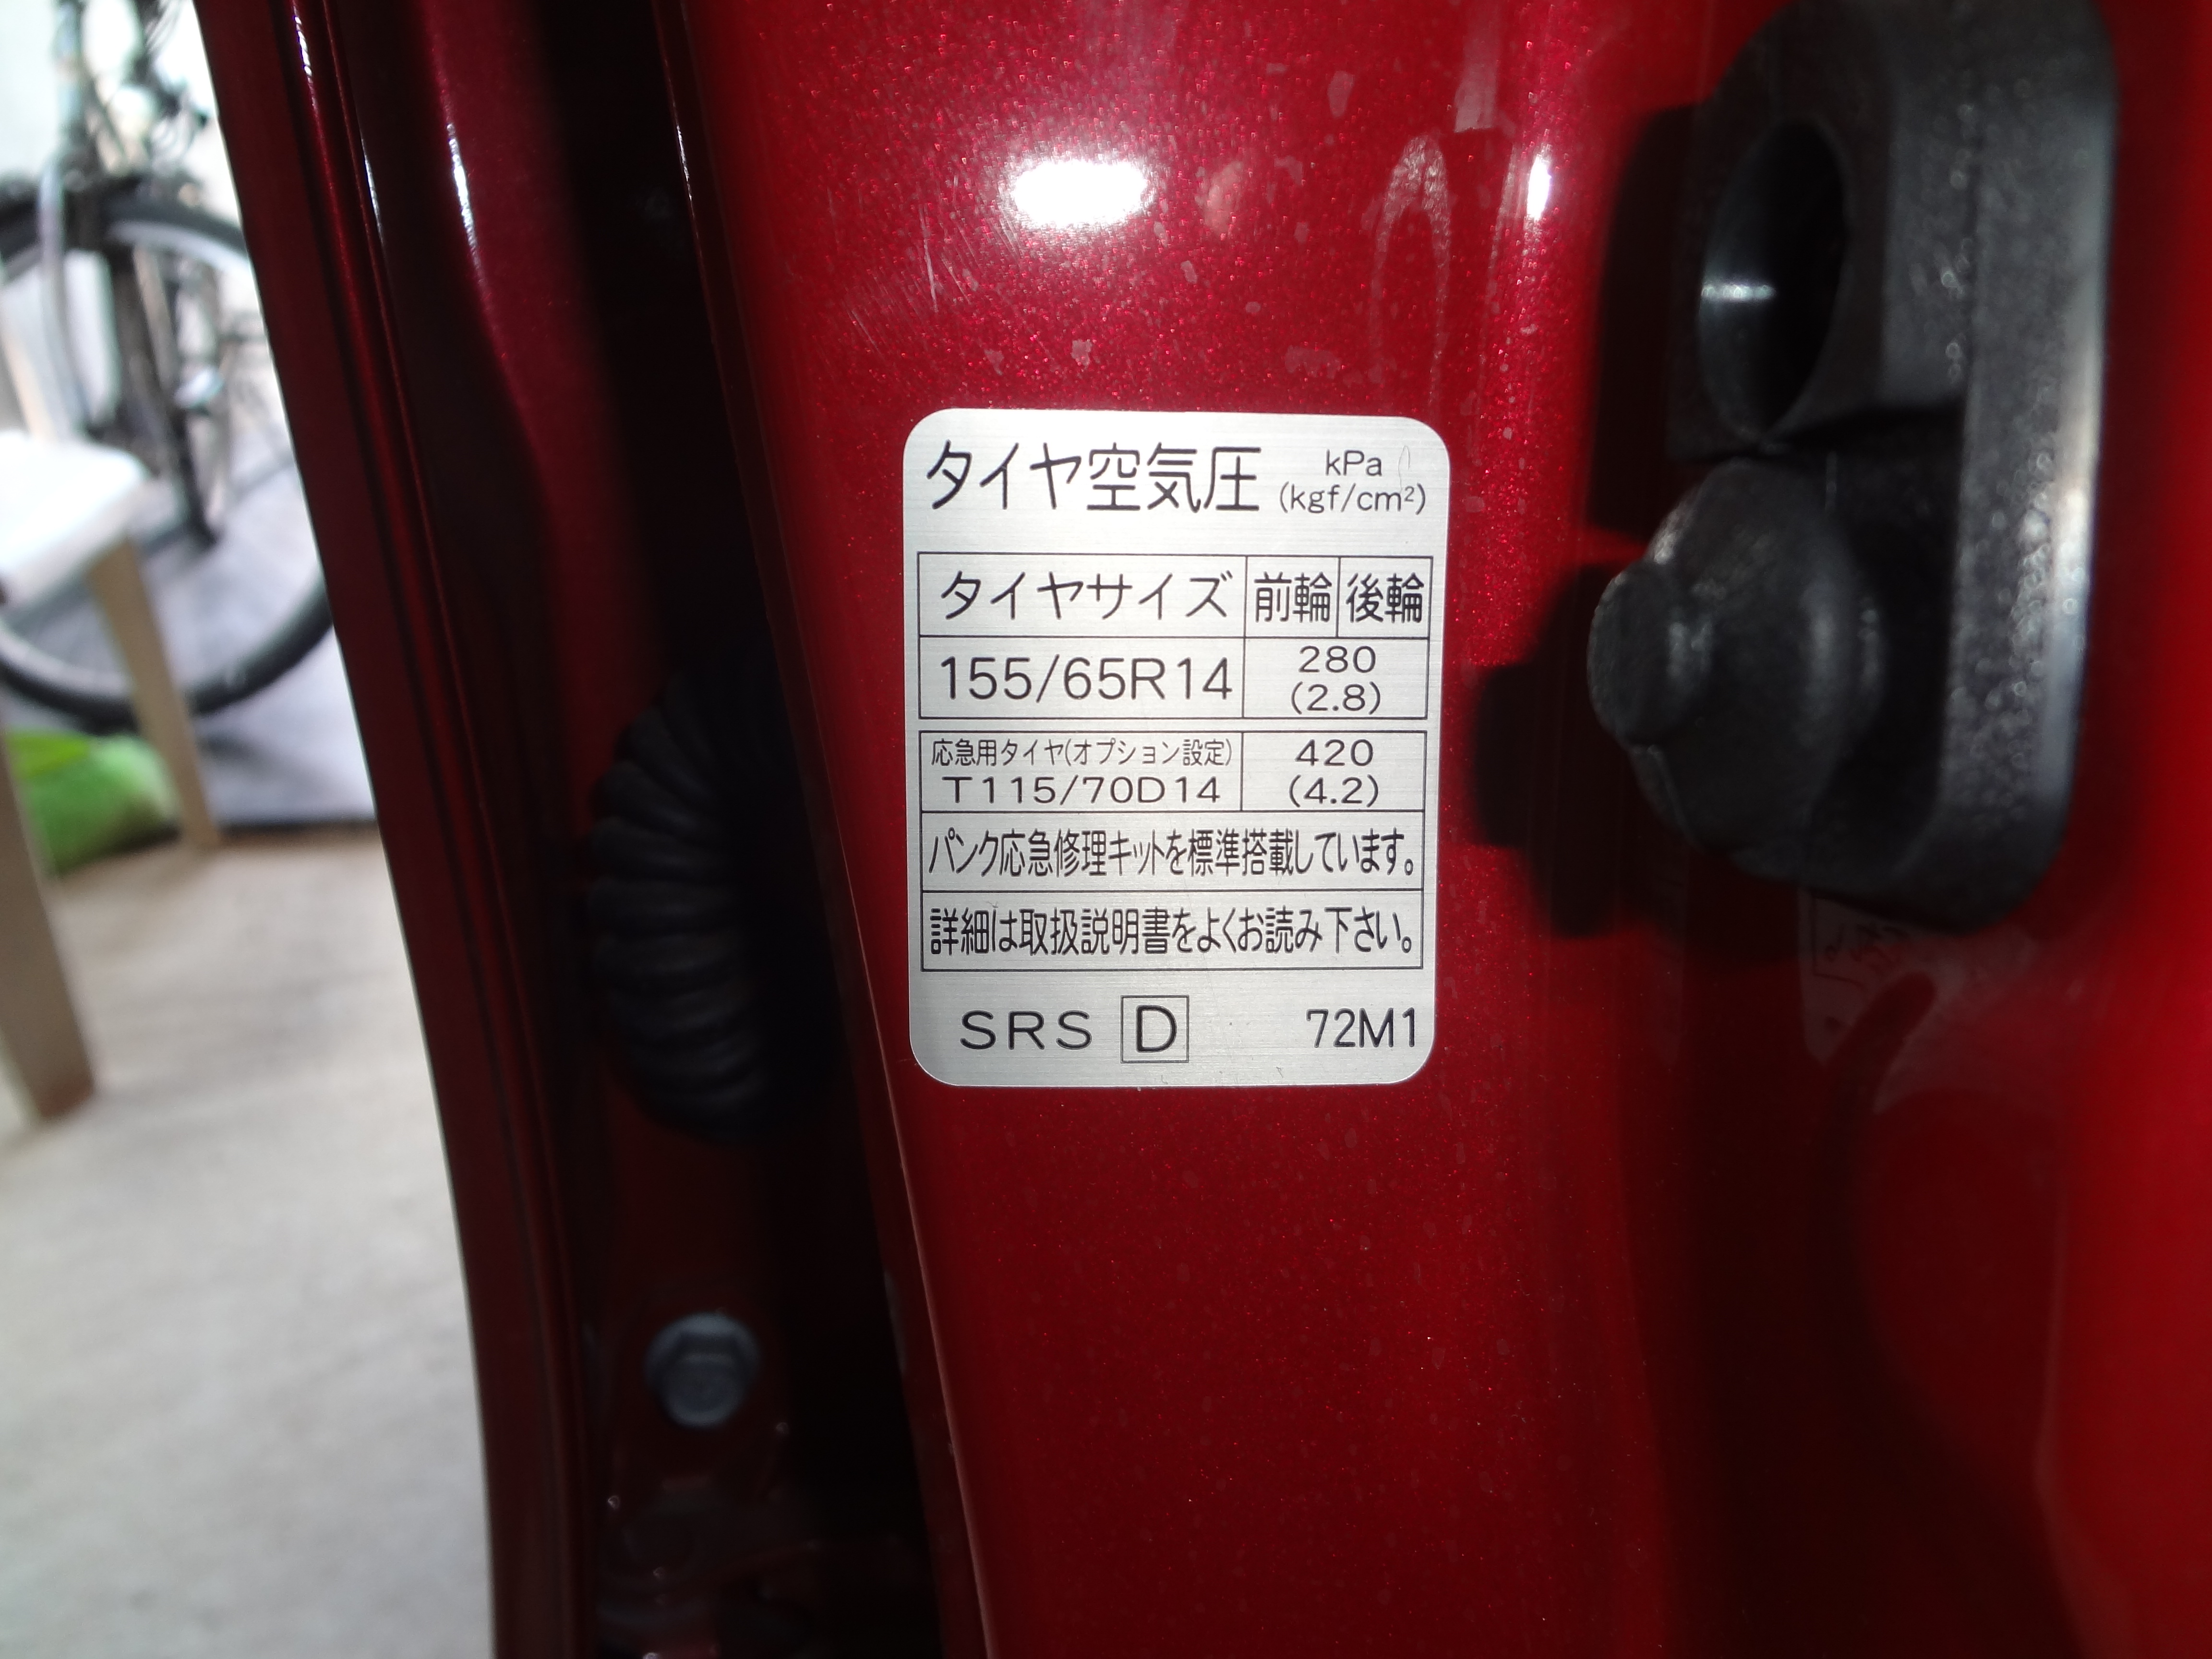 タイヤ空気圧 kPa
(kgf/cm²)
タイヤサイズ 前輪 後輪
155/65R14 280
(2.8)
応急用タイヤ(オプション設定) 420
T115/70D14 (4.2)
パンク応急修理キットを標準搭載しています。
詳細は取扱説明書をよくお読み下さい。
SRS D 72M1